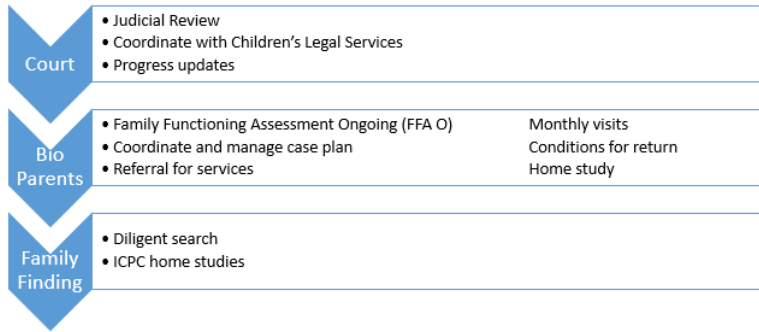 Court
• Judicial Review
• Coordinate with Children’s Legal Services
• Progress updates
Bio
Parents
• Family Functioning Assessment Ongoing (FFA O) Monthly visits
• Coordinate and manage case plan Conditions for return
• Referral for services Home study
Family
Finding
• Diligent search
• ICPC home studies